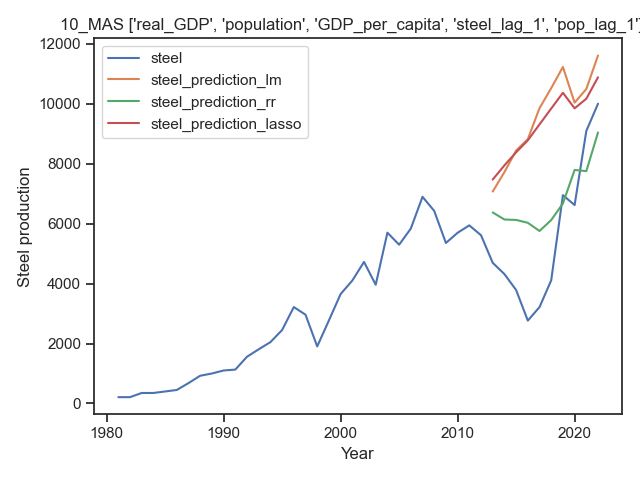 10_MAS ['real_GDP', 'population', 'GDP_per_capita', 'steel_lag_1', 'pop_lag_1']
steel
steel_prediction_lm
steel_prediction_rr
steel_prediction_lasso
12000
10000
8000
6000
4000
2000
0
Steel production
1980
1990
2000
2010
2020
Year